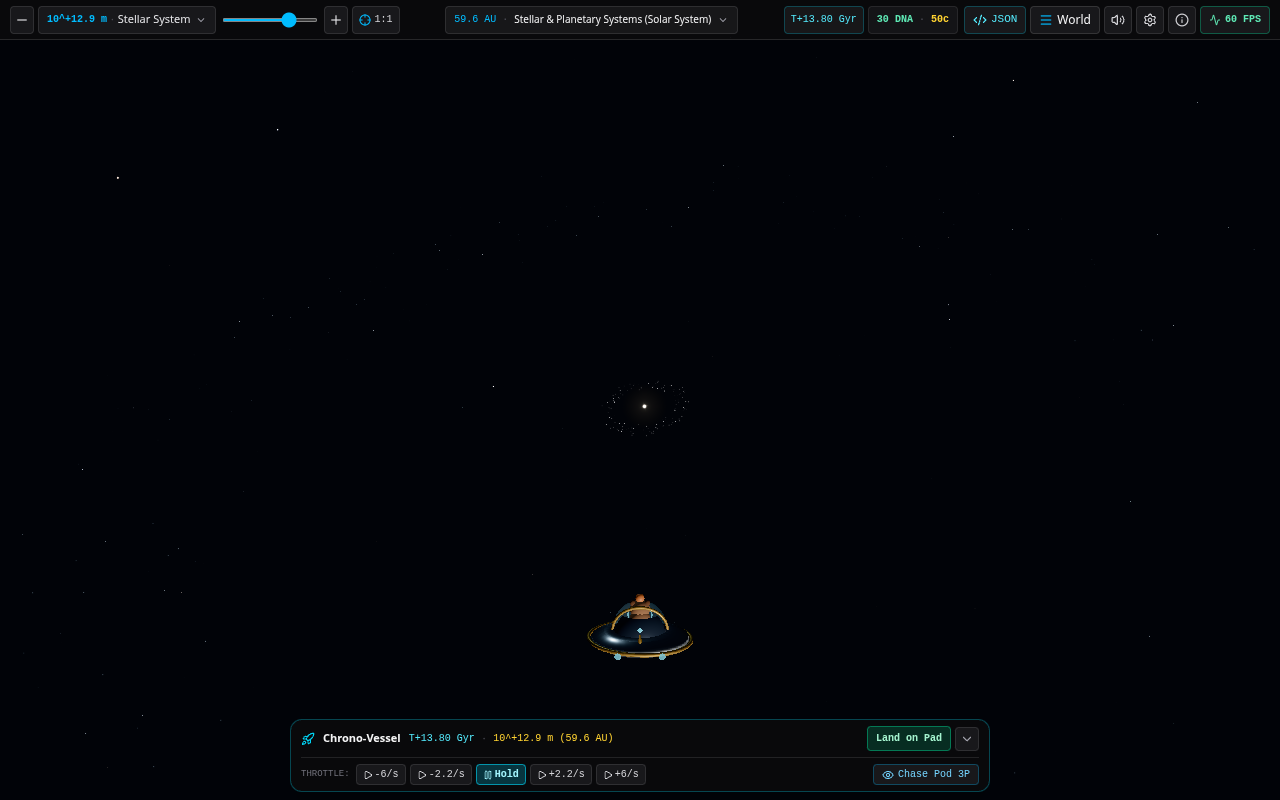 10^+12.9 m · Stellar System 1:1 59.6 AU · Stellar & Planetary Systems (Solar System) T+13.80 Gyr 30 DNA · 50c JSON World 60 FPS
Chrono-Vessel T+13.80 Gyr · 10^+12.9 m (59.6 AU) Land on Pad
THROTTLE: -6/s -2.2/s Hold +2.2/s +6/s Chase Pod 3P